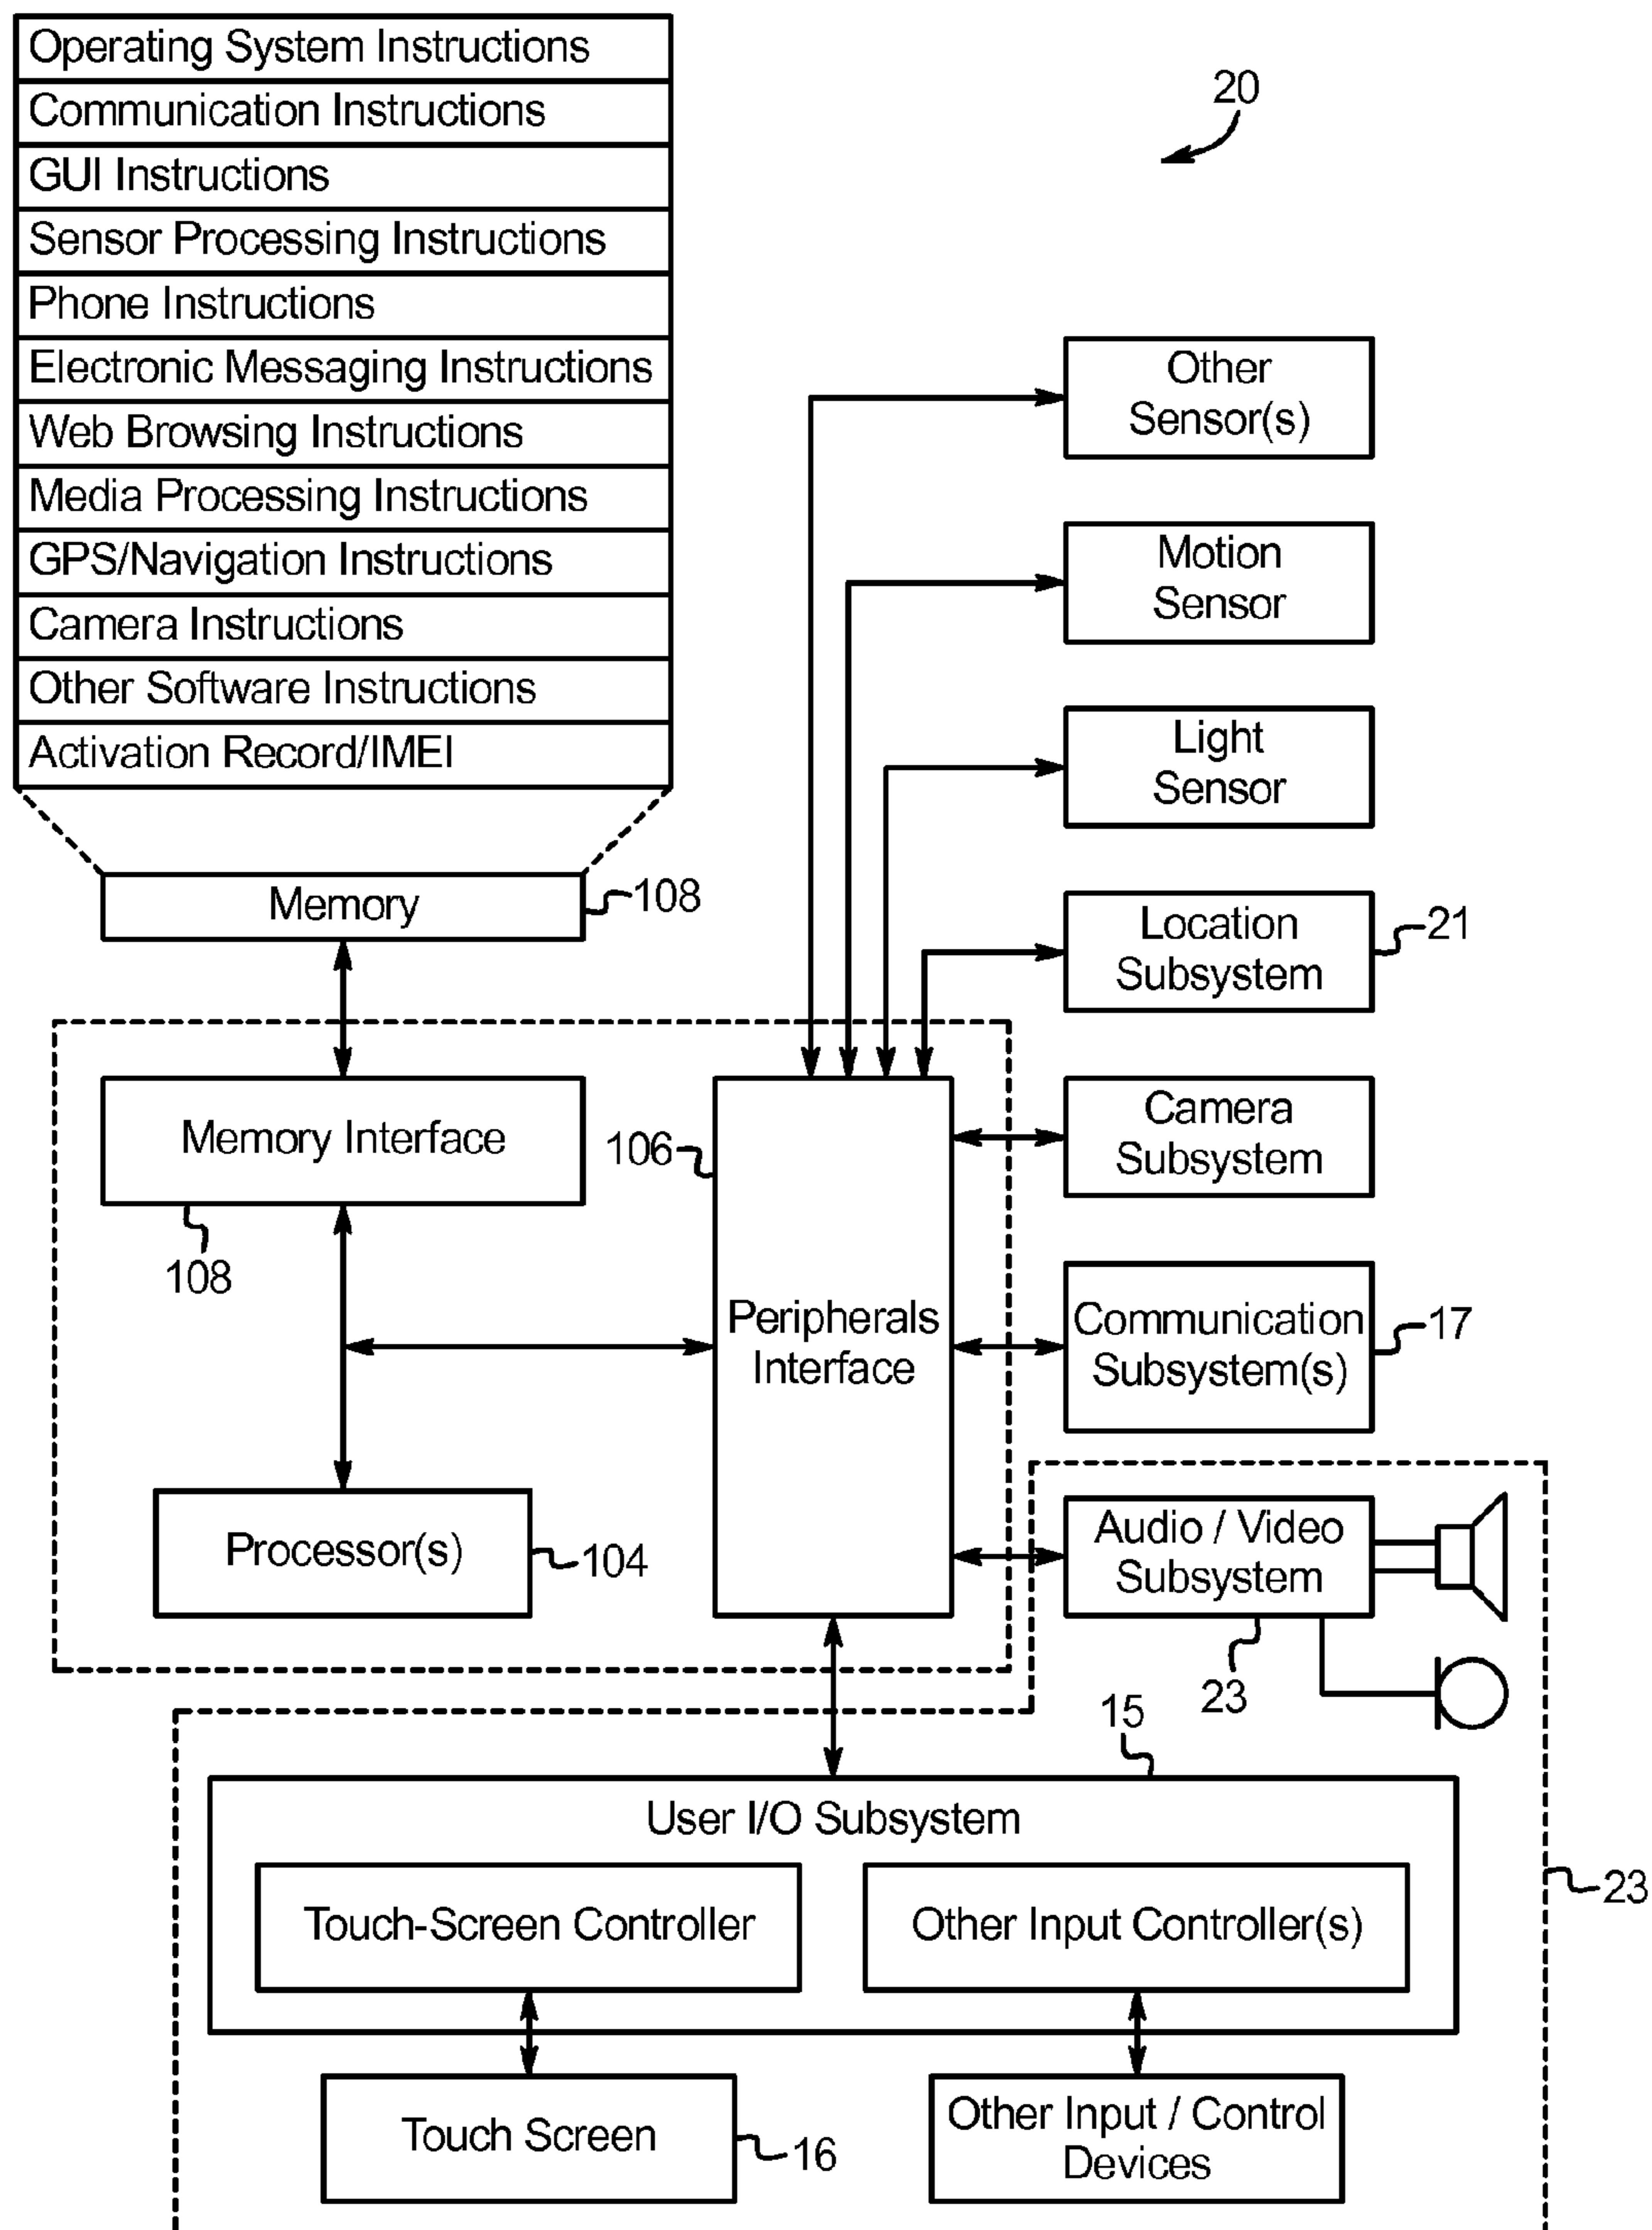 Operating System Instructions
Communication Instructions
GUI Instructions
Sensor Processing Instructions
Phone Instructions
Electronic Messaging Instructions
Web Browsing Instructions
Media Processing Instructions
GPS/Navigation Instructions
Camera Instructions
Other Software Instructions
Activation Record/IMEI
20
Memory
108
Other
Sensor(s)
Motion
Sensor
Light
Sensor
Location
Subsystem
21
Memory Interface
108
106
Peripherals
Interface
Camera
Subsystem
Communication
Subsystem(s)
17
Processor(s)
104
Audio / Video
Subsystem
23
15
User I/O Subsystem
Touch-Screen Controller
Other Input Controller(s)
23
Touch Screen
16
Other Input / Control
Devices